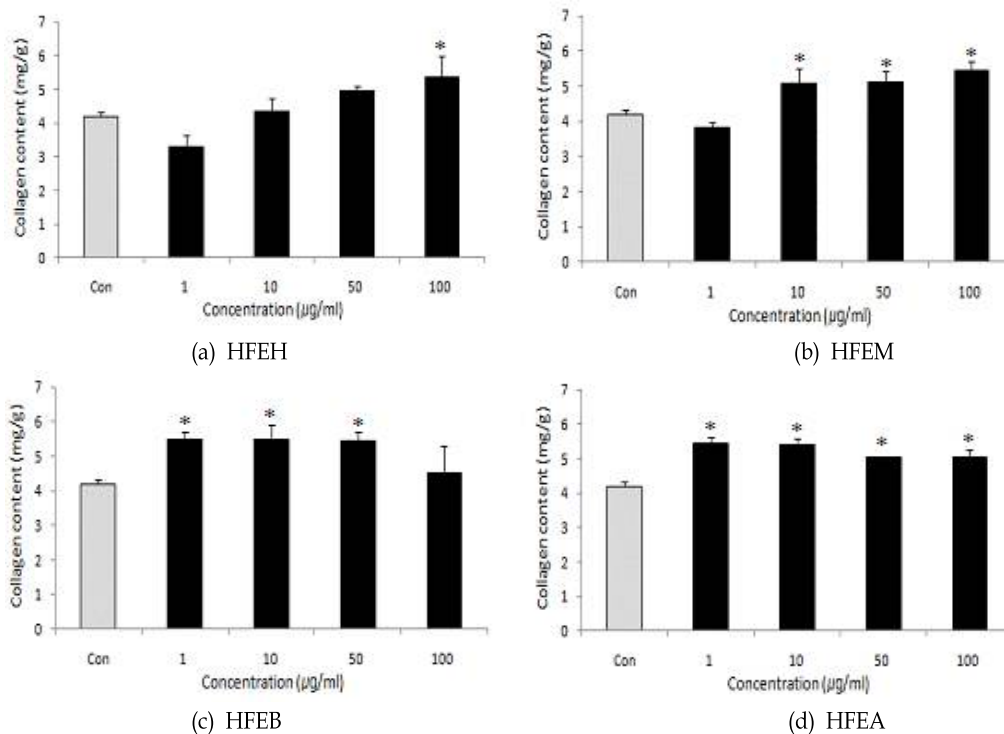 Collagen content (mg/g)
7
6
5
4
3
2
1
0
*
Con 1 10 50 100
Concentration (µg/ml)
(a) HFEH
Collagen content (mg/g)
7
6
5
4
3
2
1
0
* * *
Con 1 10 50 100
Concentration (µg/ml)
(b) HFEM
Collagen content (mg/g)
7
6
5
4
3
2
1
0
* * *
Con 1 10 50 100
Concentration (µg/ml)
(c) HFEB
Collagen content (mg/g)
7
6
5
4
3
2
1
0
* * * *
Con 1 10 50 100
Concentration (µg/ml)
(d) HFEA